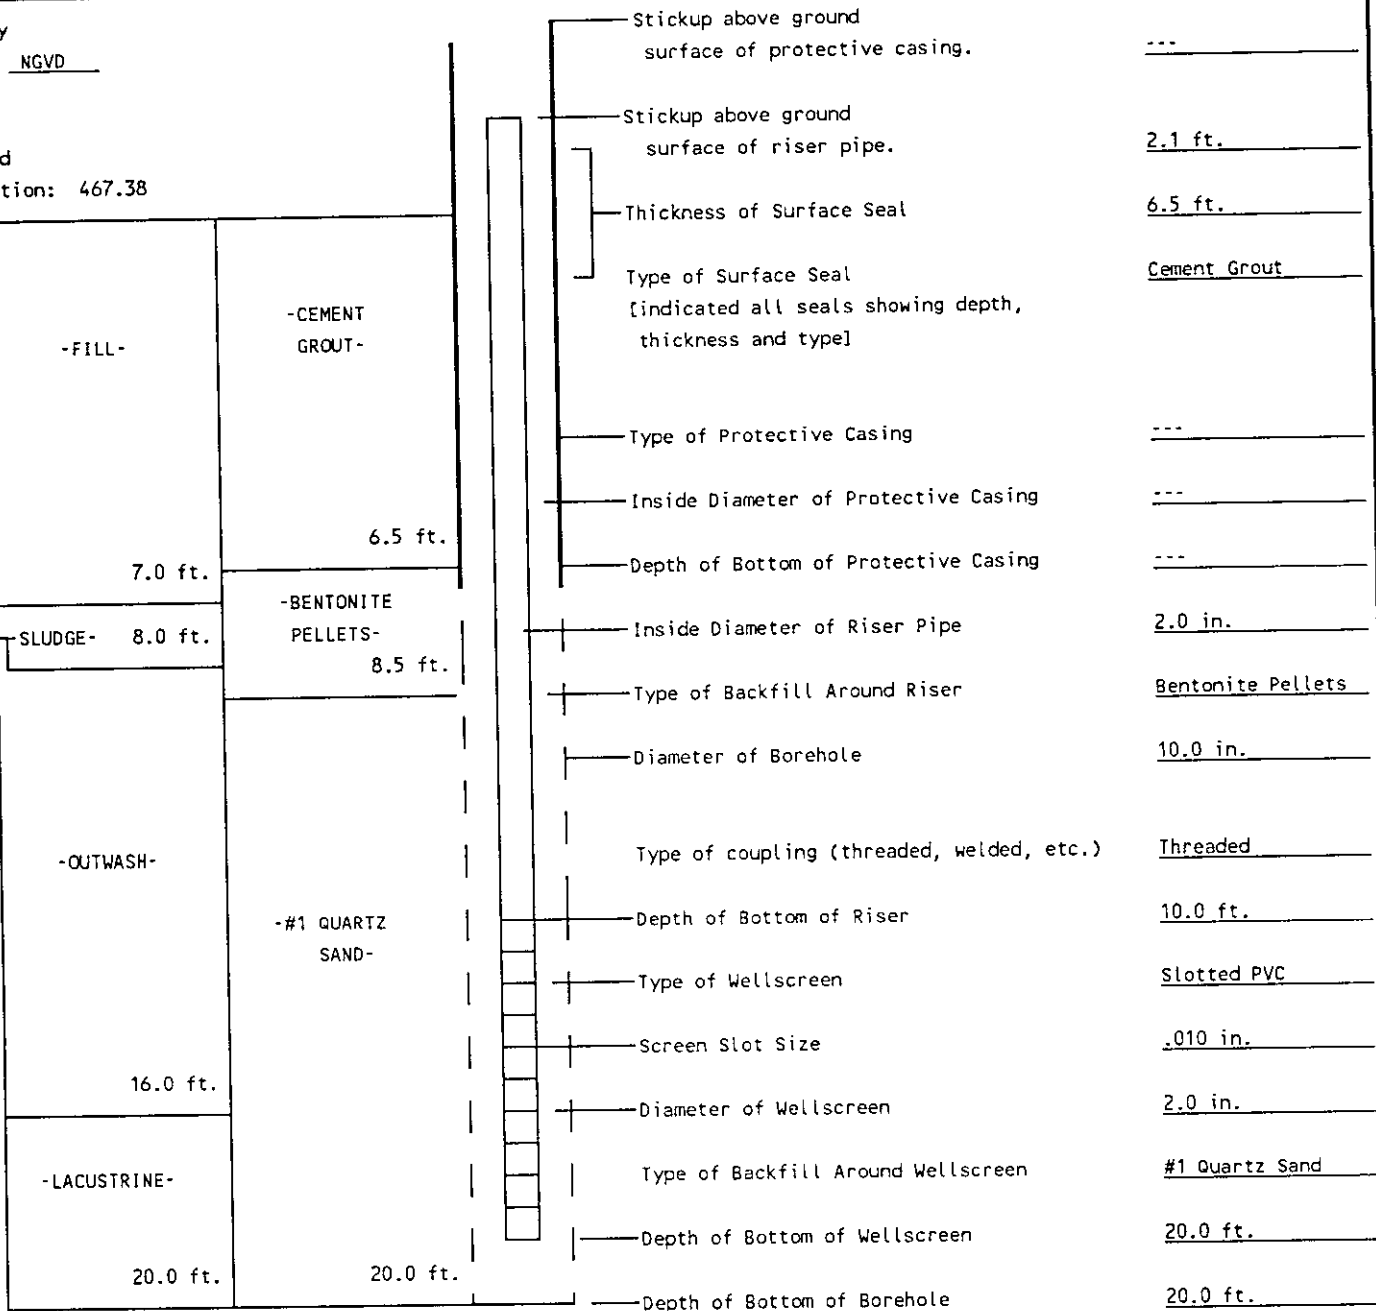 y
NGVD
d
tion: 467.38
Stickup above ground
surface of protective casing. ---
Stickup above ground
surface of riser pipe. 2.1 ft.
Thickness of Surface Seal 6.5 ft.
Type of Surface Seal Cement Grout
[indicated all seals showing depth,
thickness and type]
-FILL-
-CEMENT
GROUT-
Type of Protective Casing ---
Inside Diameter of Protective Casing ---
6.5 ft.
7.0 ft.
Depth of Bottom of Protective Casing ---
-BENTONITE
PELLETS-
8.5 ft.
-SLUDGE- 8.0 ft.
Inside Diameter of Riser Pipe 2.0 in.
Type of Backfill Around Riser Bentonite Pellets
Diameter of Borehole 10.0 in.
Type of coupling (threaded, welded, etc.) Threaded
-OUTWASH-
-#1 QUARTZ
SAND-
Depth of Bottom of Riser 10.0 ft.
Type of Wellscreen Slotted PVC
Screen Slot Size .010 in.
16.0 ft.
Diameter of Wellscreen 2.0 in.
-LACUSTRINE-
Type of Backfill Around Wellscreen #1 Quartz Sand
Depth of Bottom of Wellscreen 20.0 ft.
20.0 ft.
20.0 ft.
Depth of Bottom of Borehole 20.0 ft.